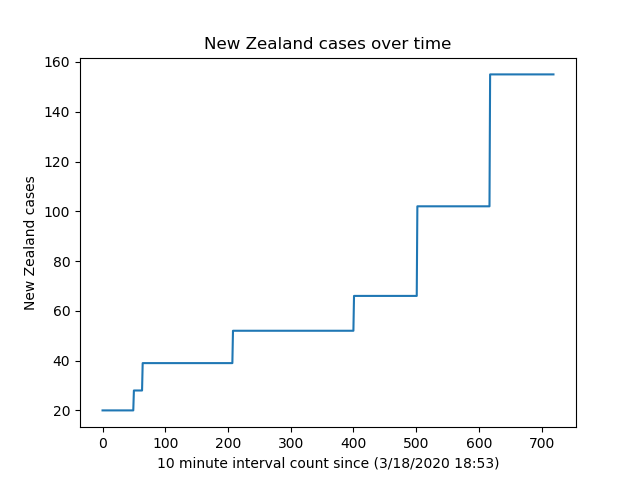 New Zealand cases over time
160
140
120
100
80
60
40
20
New Zealand cases
0 100 200 300 400 500 600 700
10 minute interval count since (3/18/2020 18:53)